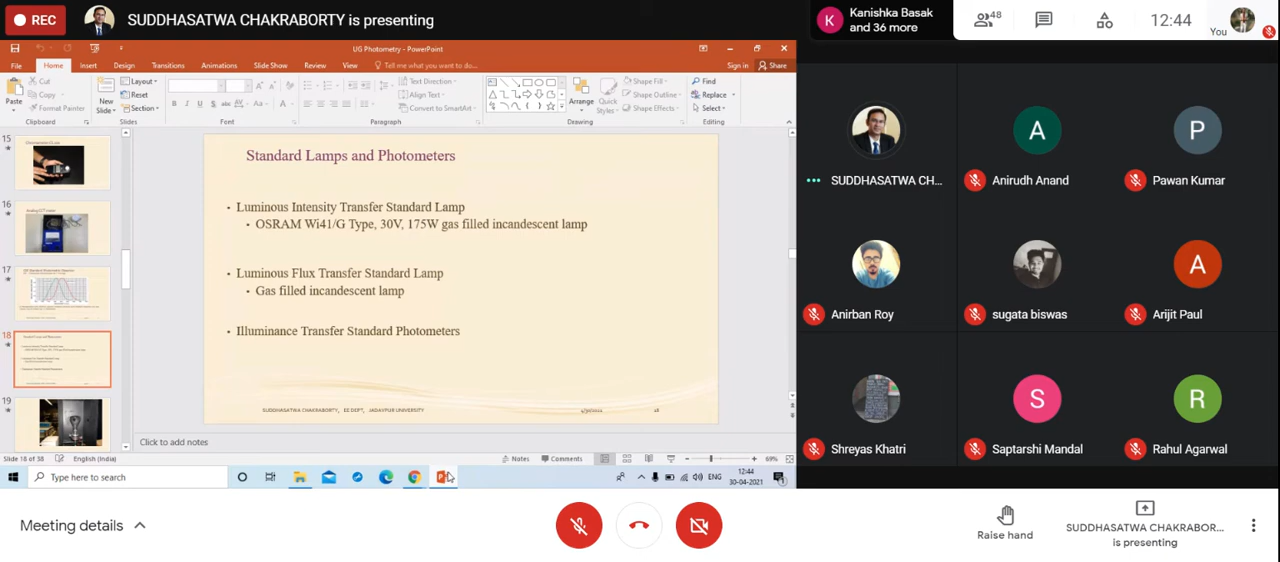 REC
SUDDHASATWA CHAKRABORTY is presenting
K
Kanishka Basak
and 36 more
48
12:44
You
UG Photometry - PowerPoint
File Home Insert Design Transitions Animations Slide Show Review View Tell me what you want to do...
Sign in Share
Paste
Cut
Copy
Format Painter
Clipboard
New
Slide
Layout
Reset
Section
Slides
Font
Text Direction
Align Text
Convert to SmartArt
Paragraph
Arrange
Quick
Styles
Shape Fill
Shape Outline
Shape Effects
Drawing
Find
Replace
Select
Editing
15
16
17
18
19
Standard Lamps and Photometers
• Luminous Intensity Transfer Standard Lamp
• OSRAM Wi41/G Type, 30V, 175W gas filled incandescent lamp
• Luminous Flux Transfer Standard Lamp
• Gas filled incandescent lamp
• Illuminance Transfer Standard Photometers
SUDDHASATWA CHAKRABORTY, EE DEPT, JADAVPUR UNIVERSITY
18
Click to add notes
Slide 18 of 38 English (India)
Notes Comments
69%
Type here to search
ENG
12:44
30-04-2021
SUDDHASATWA CH...
A
Anirudh Anand
P
Pawan Kumar
Anirban Roy
sugata biswas
A
Arijit Paul
Shreyas Khatri
S
Saptarshi Mandal
R
Rahul Agarwal
Meeting details
Raise hand
SUDDHASATWA CHAKRABOR...
is presenting